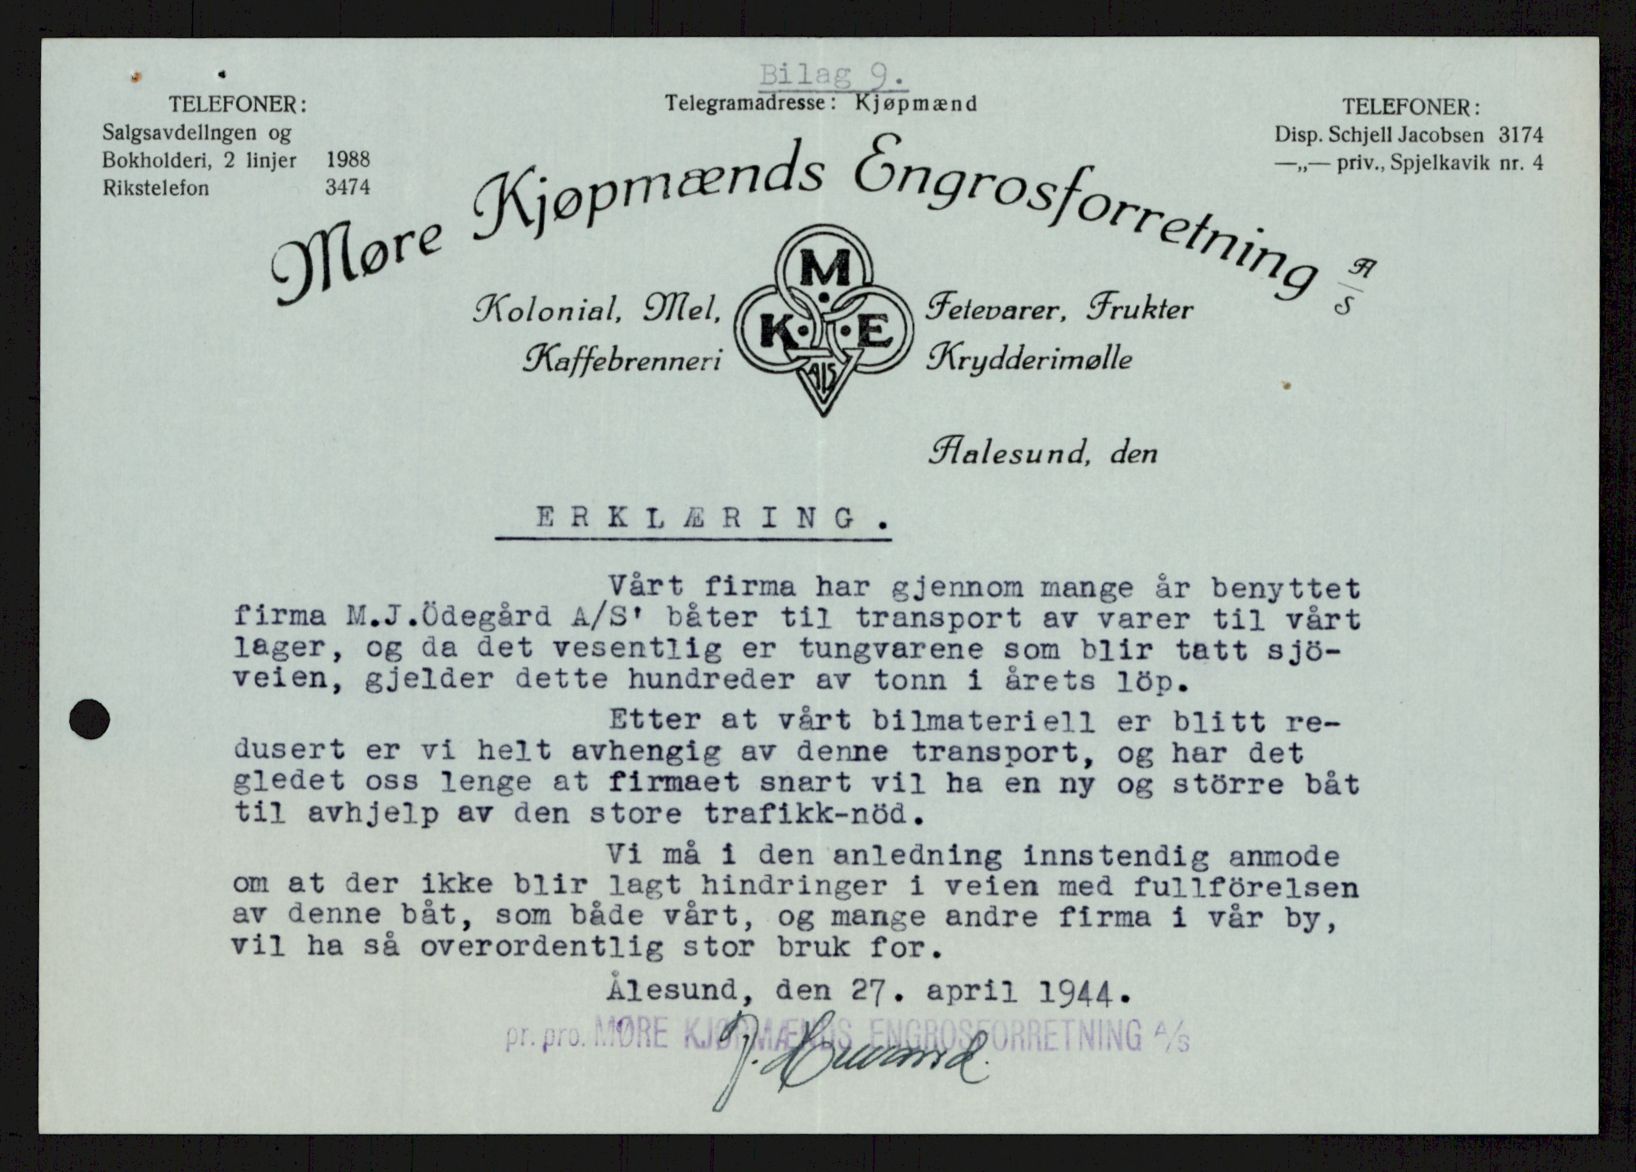 Bilag 9.
TELEFONER:
Salgsavdelingen og
Bokholderi, 2 linjer 1988
Rikstelefon 3474
Telegramadresse: Kjøpmænd
TELEFONER:
Disp. Schjell Jacobsen 3174
—„— priv., Spjelkavik nr. 4
Møre Kjøpmænds Engrosforretning A/S
Kolonial, Mel,
Kaffebrenneri
M
K · E
A/S
Fetevarer, Frukter
Krydderimølle
Aalesund, den
ERKLÆRING.
Vårt firma har gjennom mange år benyttet
firma M.J.Ödegård A/S' båter til transport av varer til vårt
lager, og da det vesentlig er tungvarene som blir tatt sjö-
veien, gjelder dette hundreder av tonn i årets löp.
Etter at vårt bilmateriell er blitt re-
dusert er vi helt avhengig av denne transport, og har det
gledet oss lenge at firmaet snart vil ha en ny og större båt
til avhjelp av den store trafikk-nöd.
Vi må i den anledning innstendig anmode
om at der ikke blir lagt hindringer i veien med fullförelsen
av denne båt, som både vårt, og mange andre firma i vår by,
vil ha så overordentlig stor bruk for.
Ålesund, den 27. april 1944.
pr. pro. MØRE KJØPMÆNDS ENGROSFORRETNING A/S